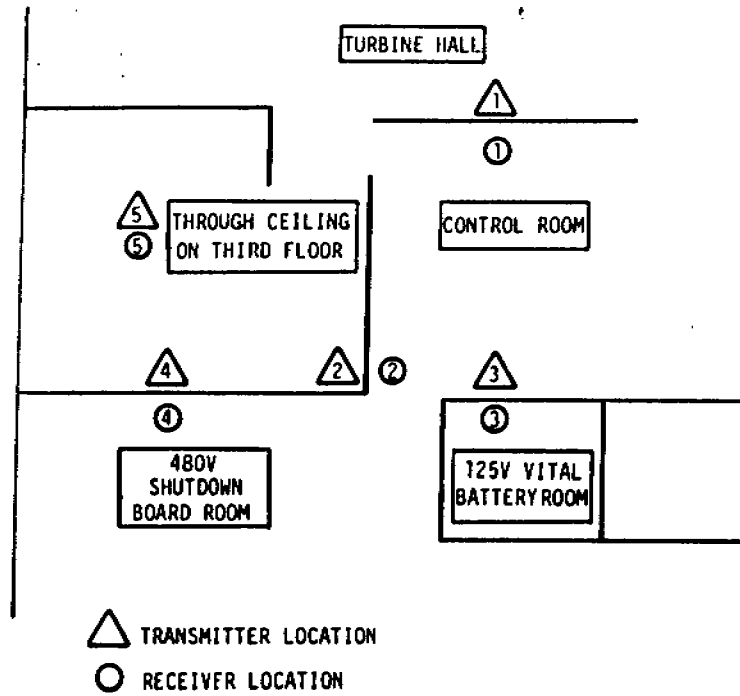 TURBINE HALL
1
1
5
5
THROUGH CEILING
ON THIRD FLOOR
CONTROL ROOM
4
2
2
3
4
3
480V
SHUTDOWN
BOARD ROOM
125V VITAL
BATTERY ROOM
TRANSMITTER LOCATION
RECEIVER LOCATION